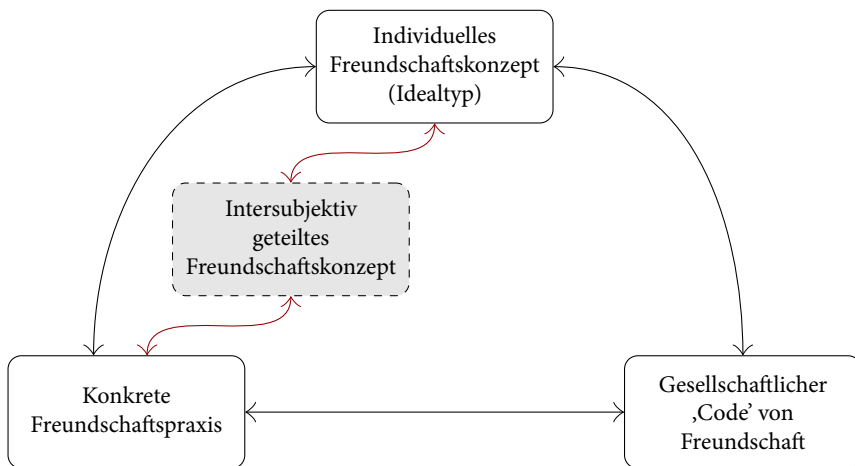 Individuelles
Freundschaftskonzept
(Idealtyp)
Intersubjektiv
geteiltes
Freundschaftskonzept
Konkrete
Freundschaftspraxis
Gesellschaftlicher
‚Code’ von
Freundschaft